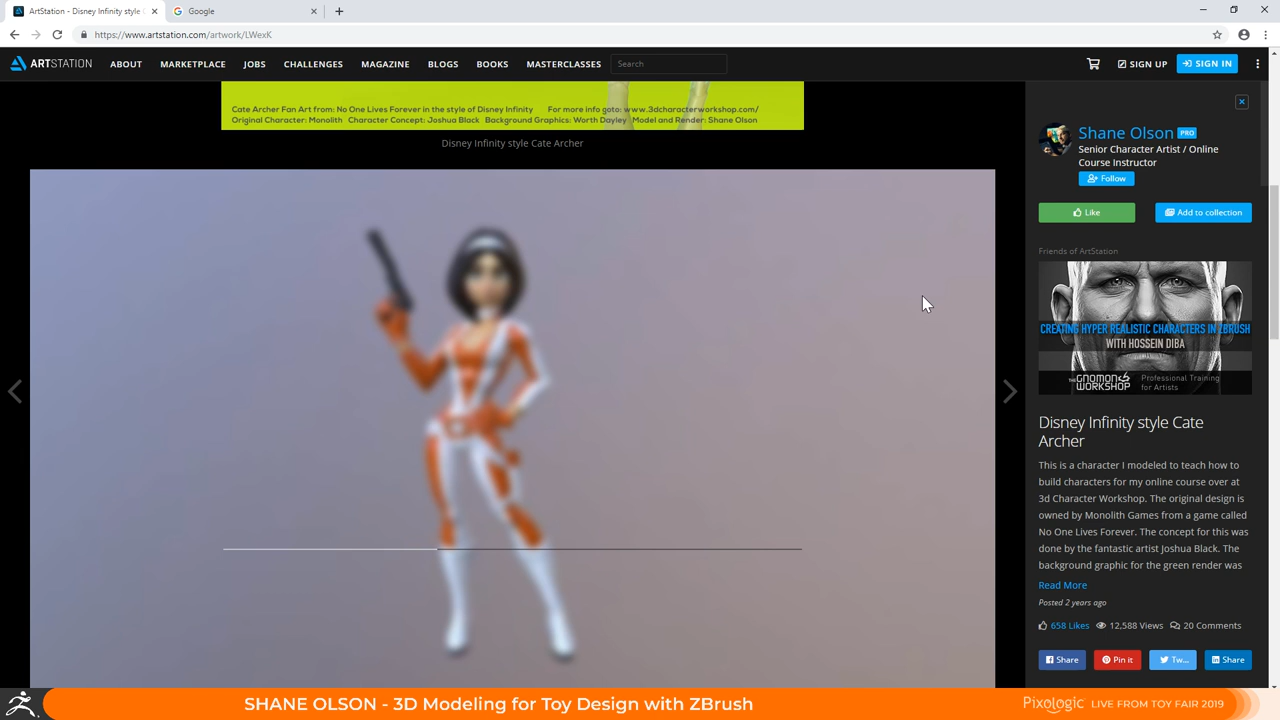 ArtStation - Disney Infinity style C
Google
https://www.artstation.com/artwork/LWexK
ARTSTATION ABOUT MARKETPLACE JOBS CHALLENGES MAGAZINE BLOGS BOOKS MASTERCLASSES Search SIGN UP SIGN IN
Cate Archer Fan Art from: No One Lives Forever in the style of Disney Infinity For more info goto: www.3dcharacterworkshop.com/
Original Character: Monolith Character Concept: Joshua Black Background Graphics: Worth Dayley Model and Render: Shane Olson
Disney Infinity style Cate Archer
Shane Olson PRO
Senior Character Artist / Online
Course Instructor
Follow
Like Add to collection
Friends of ArtStation
CREATING HYPER REALISTIC CHARACTERS IN ZBRUSH
WITH HOSSEIN DIBA
THE GNOMON WORKSHOP
Professional Training
for Artists
Disney Infinity style Cate
Archer
This is a character I modeled to teach how to
build characters for my online course over at
3d Character Workshop. The original design is
owned by Monolith Games from a game called
No One Lives Forever. The concept for this was
done by the fantastic artist Joshua Black. The
background graphic for the green render was
Read More
Posted 2 years ago
658 Likes 12,588 Views 20 Comments
Share Pin it Tw... Share
SHANE OLSON - 3D Modeling for Toy Design with ZBrush
Pixologic LIVE FROM TOY FAIR 2019